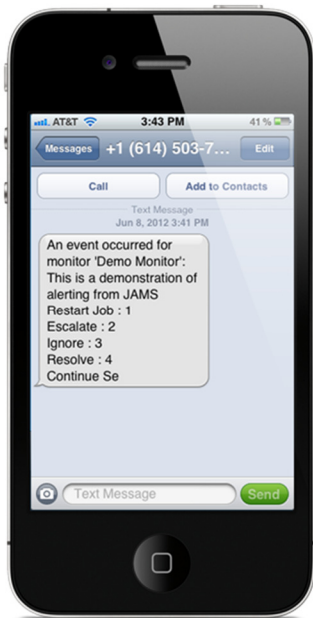 AT&T 3:43 PM 41%
Messages +1 (614) 503-7... Edit
Call Add to Contacts
Text Message
Jun 8, 2012 3:41 PM
An event occurred for
monitor 'Demo Monitor':
This is a demonstration of
alerting from JAMS
Restart Job : 1
Escalate : 2
Ignore : 3
Resolve : 4
Continue Se
Text Message Send